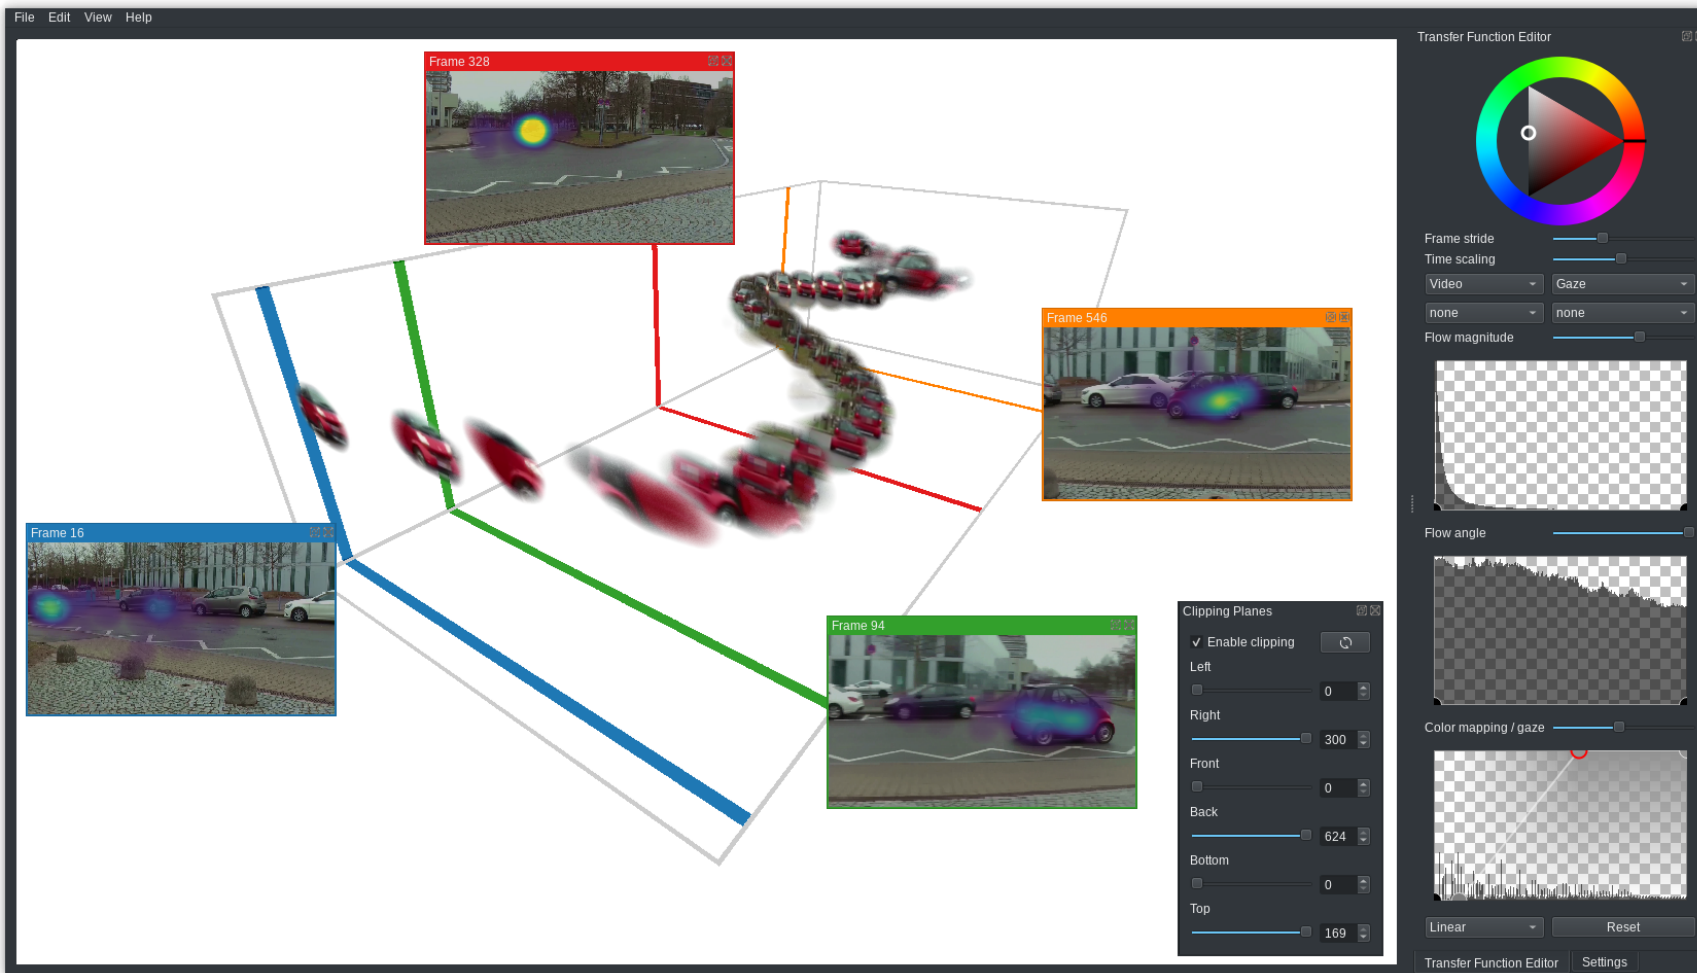 File Edit View Help
Transfer Function Editor
Frame 328
Frame stride
Time scaling
Video Gaze
none none
Flow magnitude
Frame 546
Flow angle
Frame 16
Frame 94
Clipping Planes
Enable clipping
Left
0
Right
300
Front
0
Back
624
Bottom
0
Top
169
Color mapping / gaze
Linear Reset
Transfer Function Editor Settings